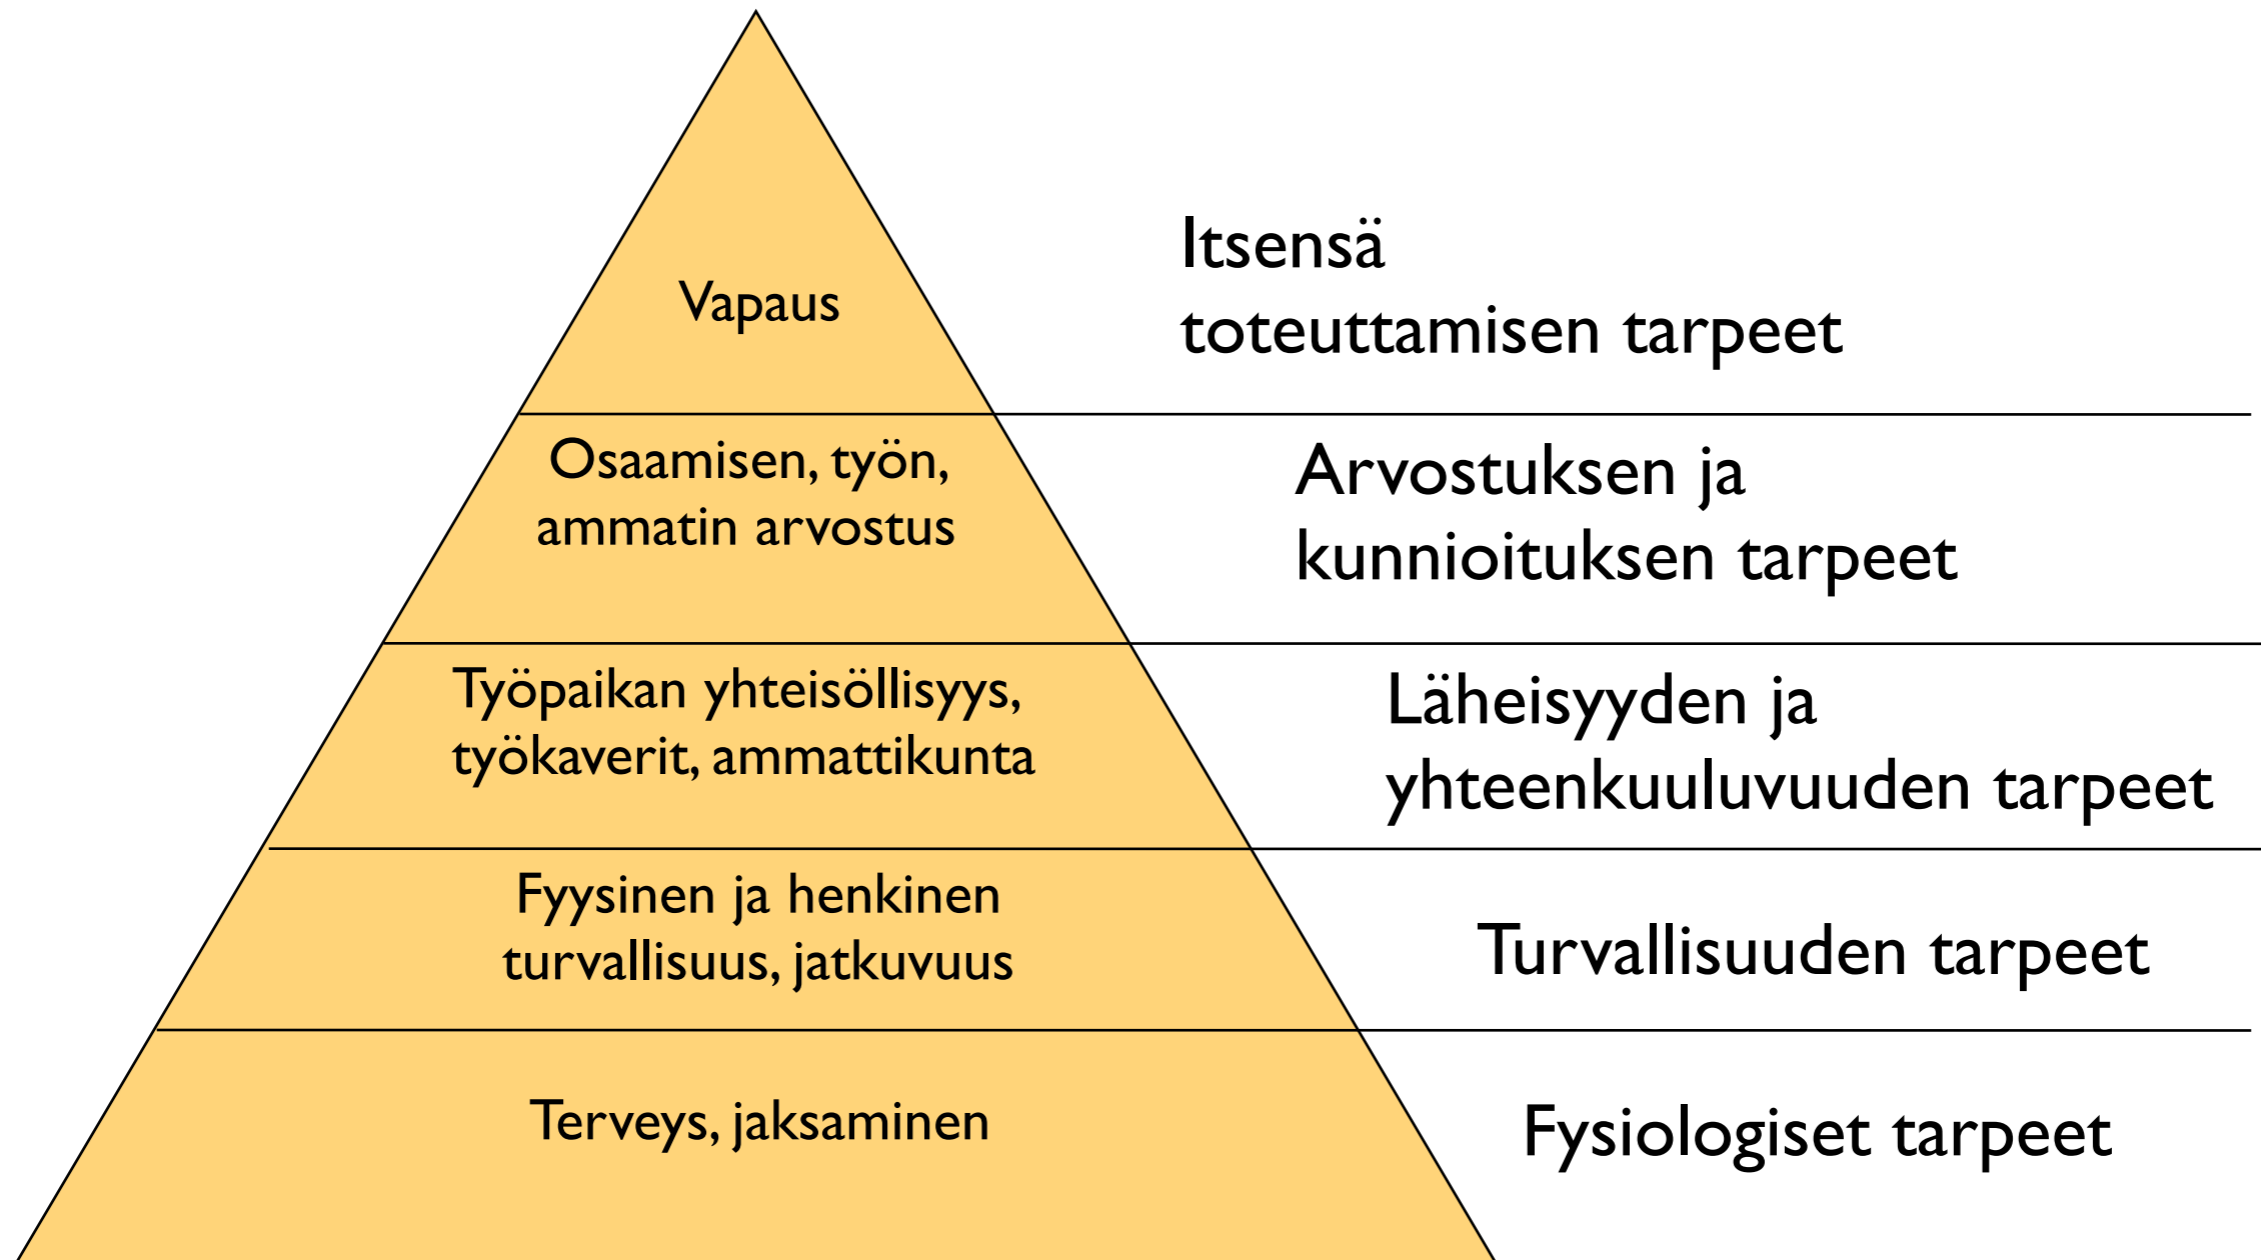 Vapaus
Itsensä
toteuttamisen tarpeet
Osaamisen, työn,
ammatin arvostus
Arvostuksen ja
kunnioituksen tarpeet
Työpaikan yhteisöllisyys,
työkaverit, ammattikunta
Läheisyyden ja
yhteenkuuluvuuden tarpeet
Fyysinen ja henkinen
turvallisuus, jatkuvuus
Turvallisuuden tarpeet
Terveys, jaksaminen
Fysiologiset tarpeet